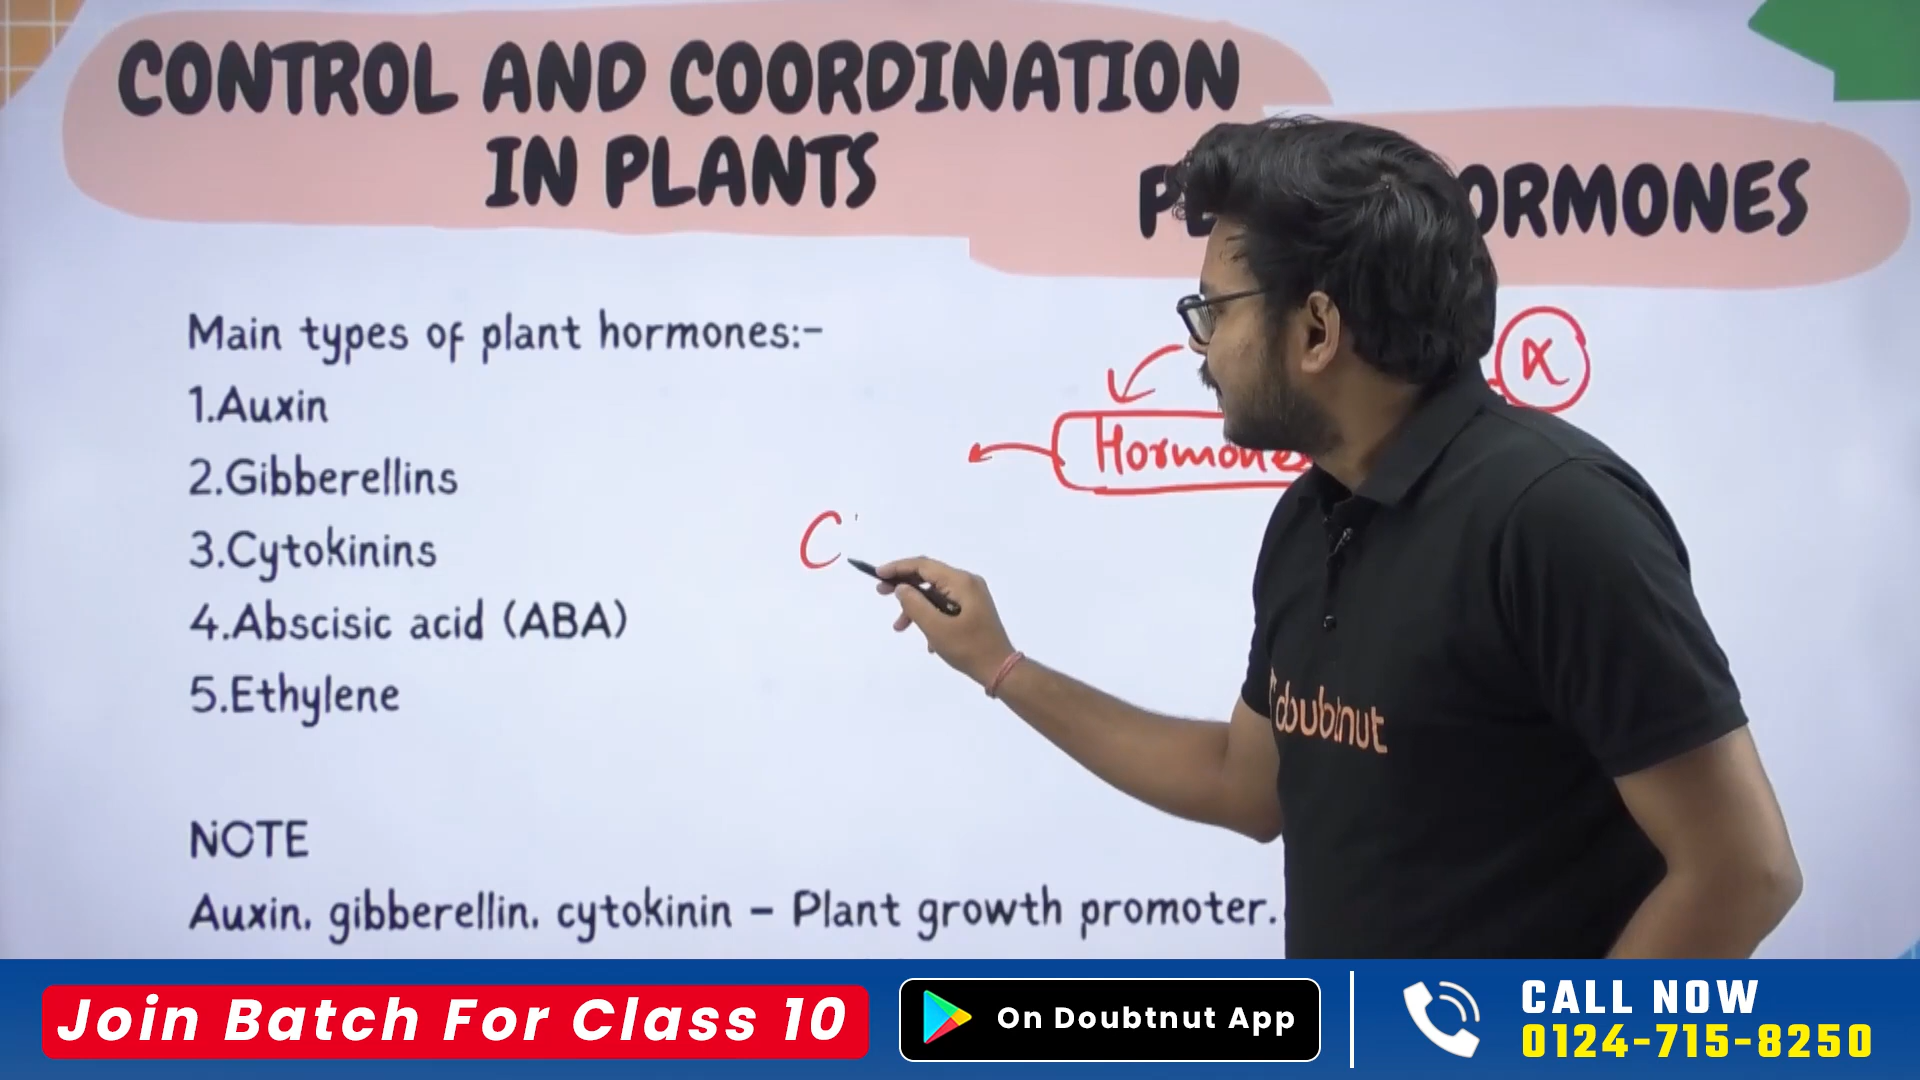 CONTROL AND COORDINATION
IN PLANTS
ORMONES
Main types of plant hormones:-
1.Auxin
2.Gibberellins
3.Cytokinins
4.Abscisic acid (ABA)
5.Ethylene
Hormones
α
C
NOTE
Auxin, gibberellin, cytokinin – Plant growth promoter.
doubtnut
Join Batch For Class 10
On Doubtnut App
CALL NOW
0124-715-8250